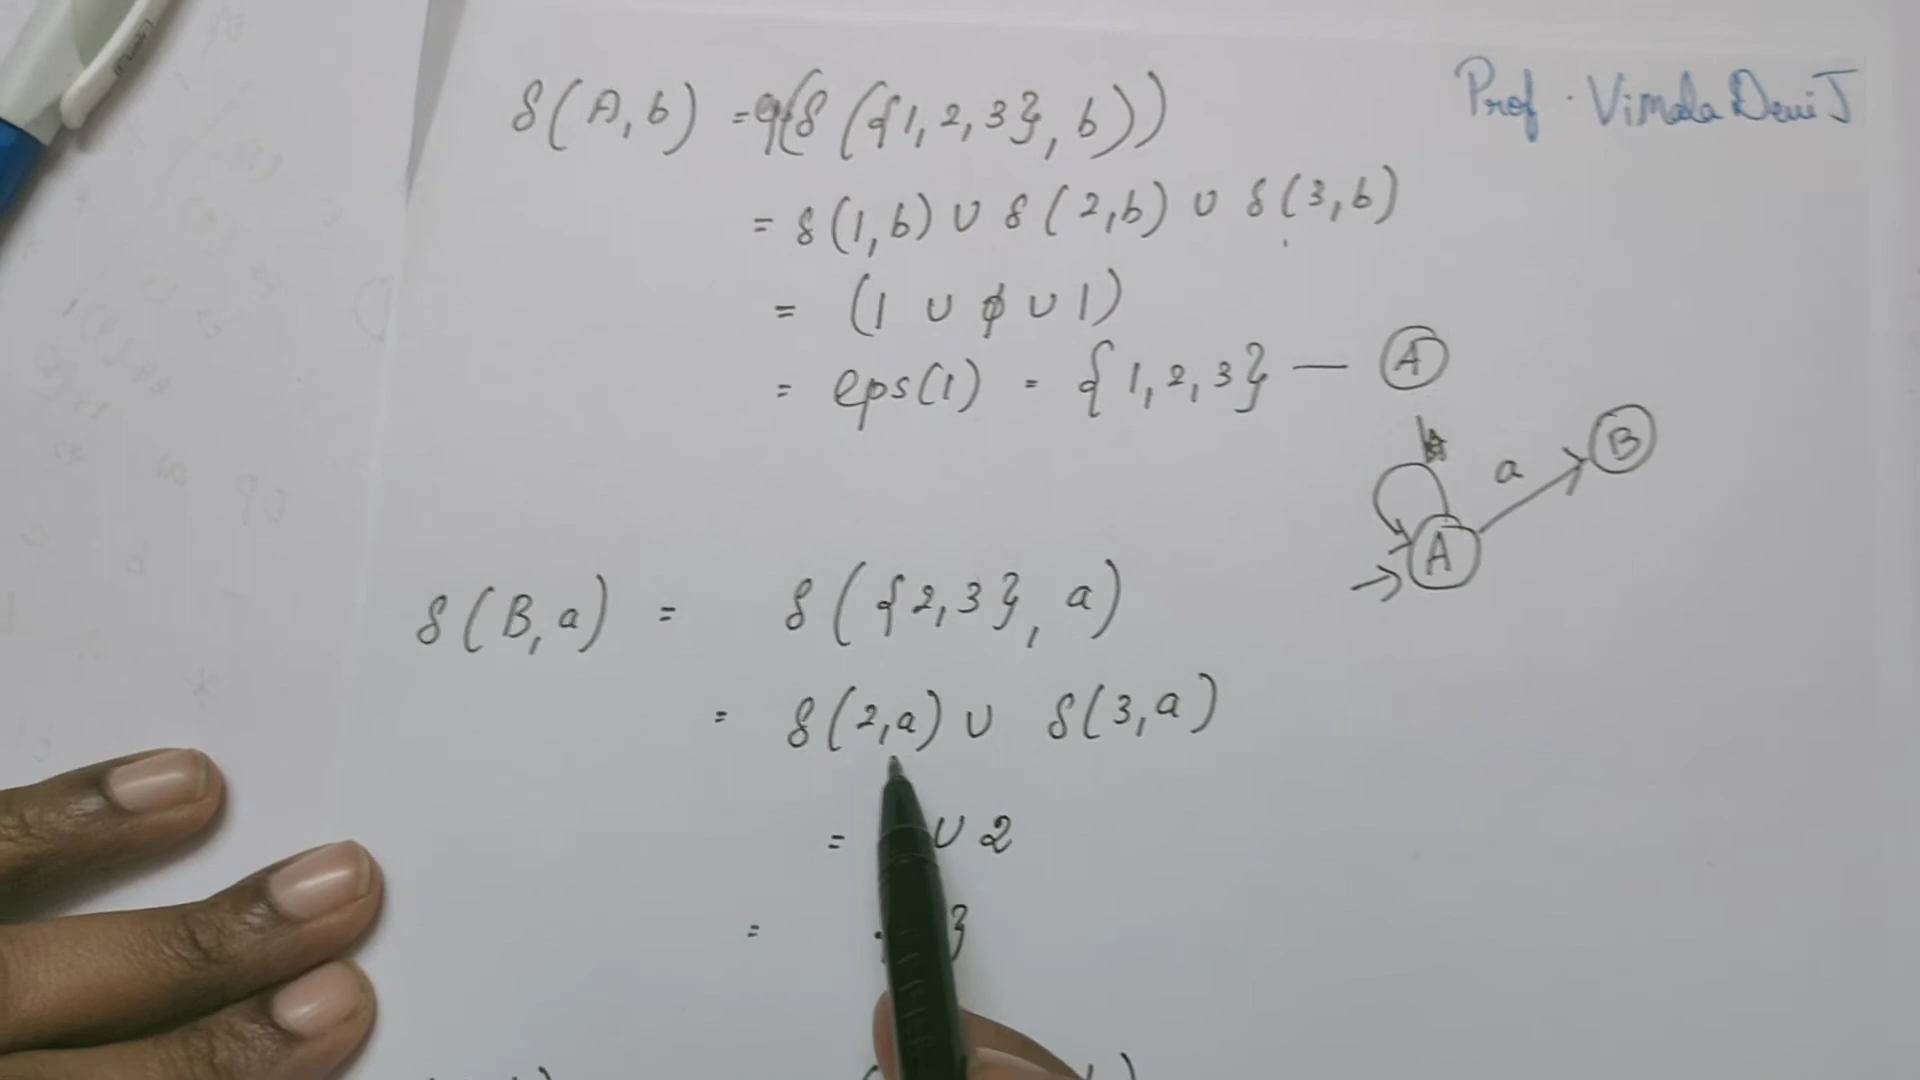 Prof. Vimala Devi J
δ(A,b) = (δ({1,2,3},b))
= δ(1,b) ∪ δ(2,b) ∪ δ(3,b)
= (1 ∪ ϕ ∪ 1)
= eps(1) = {1,2,3} — A
a
B
A
δ(B,a) = δ({2,3},a)
= δ(2,a) ∪ δ(3,a)
= ∪ 2
= }